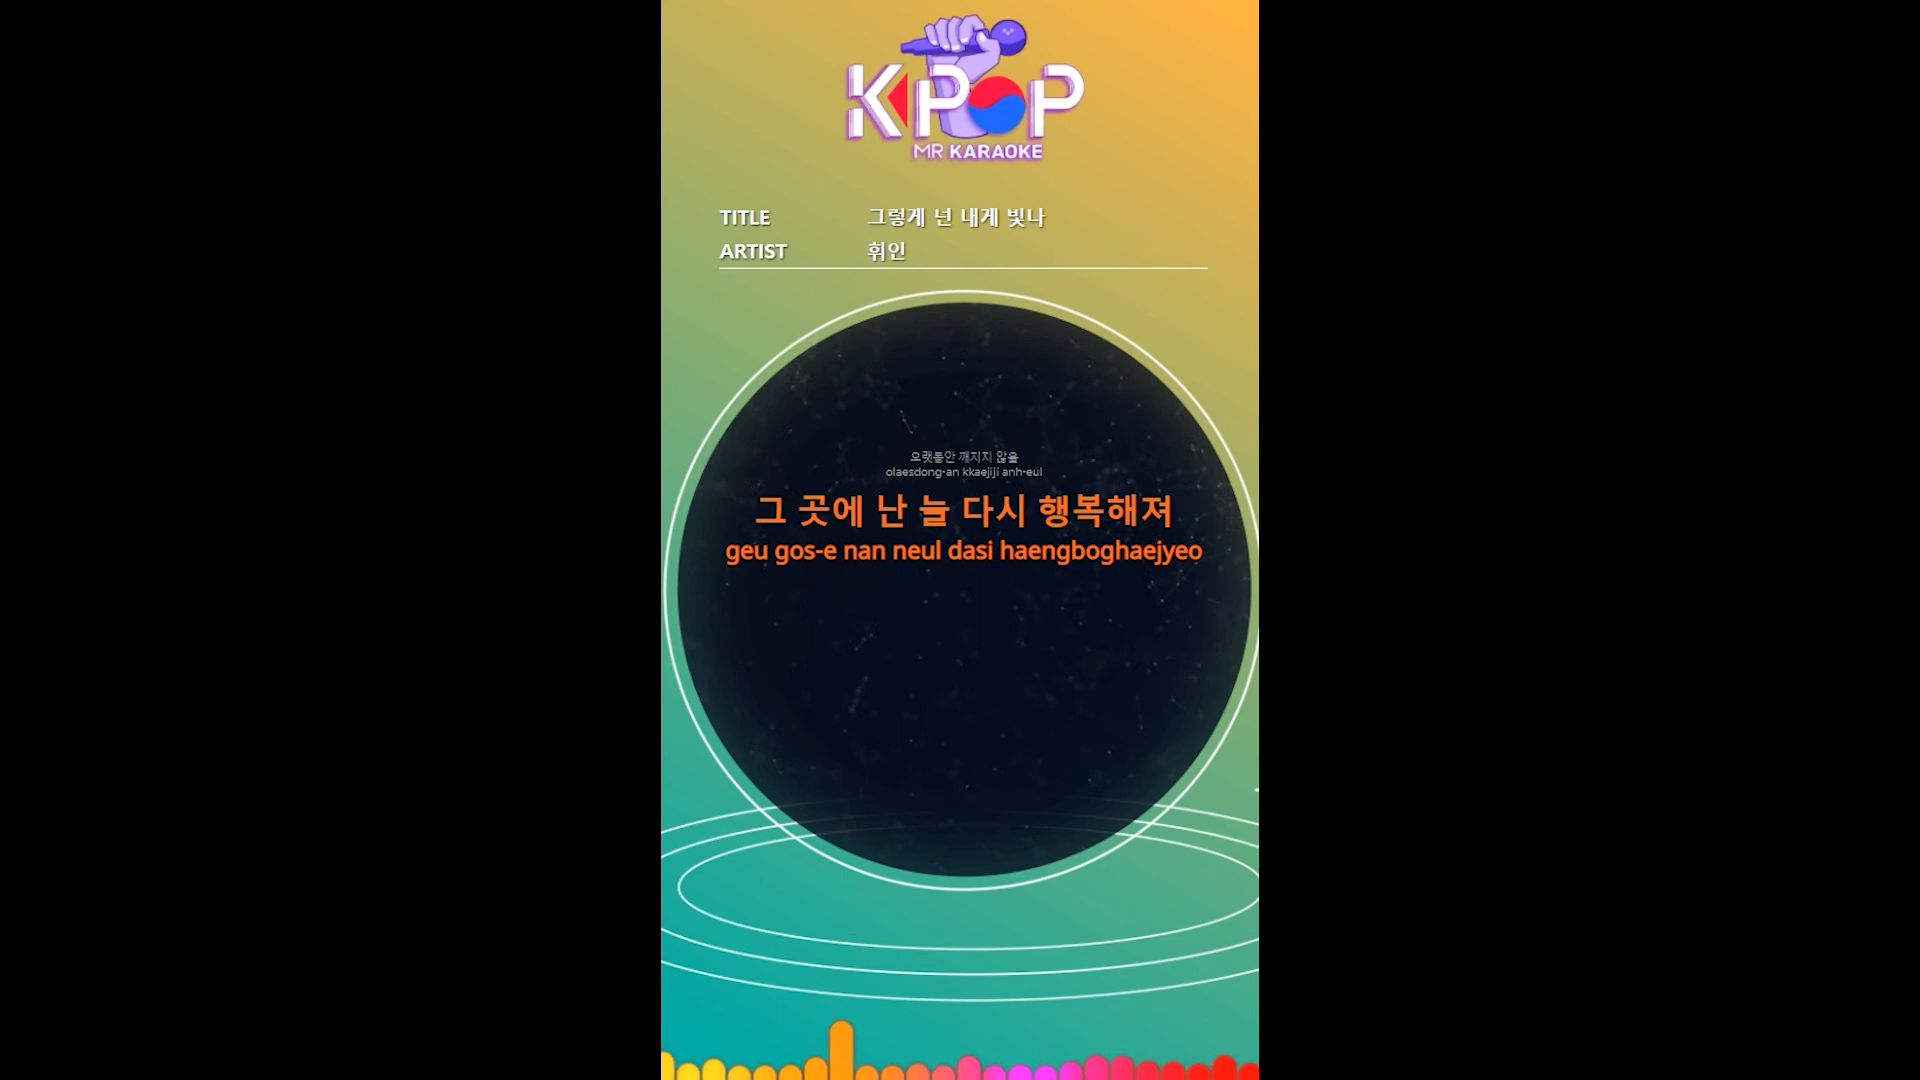 KPOP
MR KARAOKE
TITLE 그렇게 넌 내게 빛나
ARTIST 휘인
오랫동안 깨지지 않을
olaesdong-an kkaejiji anh-eul
그 곳에 난 늘 다시 행복해져
geu gos-e nan neul dasi haengboghaejyeo